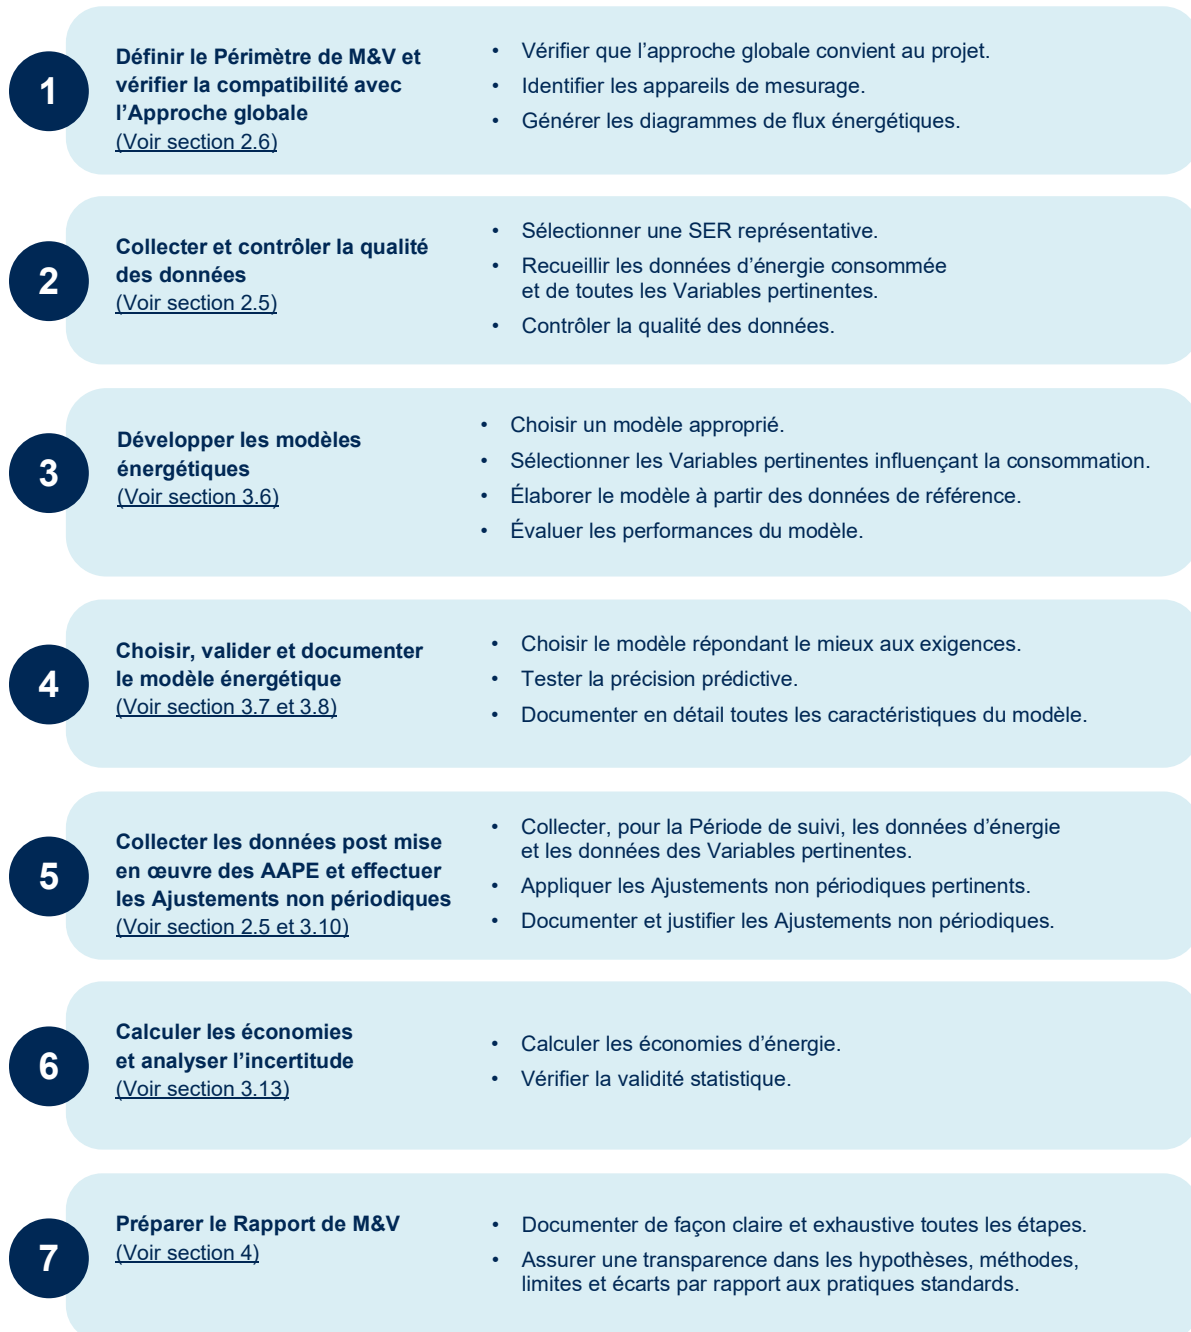 1
Définir le Périmètre de M&V et
vérifier la compatibilité avec
l’Approche globale
(Voir section 2.6)
• Vérifier que l’approche globale convient au projet.
• Identifier les appareils de mesurage.
• Générer les diagrammes de flux énergétiques.
2
Collecter et contrôler la qualité
des données
(Voir section 2.5)
• Sélectionner une SER représentative.
• Recueillir les données d’énergie consommée
et de toutes les Variables pertinentes.
• Contrôler la qualité des données.
3
Développer les modèles
énergétiques
(Voir section 3.6)
• Choisir un modèle approprié.
• Sélectionner les Variables pertinentes influençant la consommation.
• Élaborer le modèle à partir des données de référence.
• Évaluer les performances du modèle.
4
Choisir, valider et documenter
le modèle énergétique
(Voir section 3.7 et 3.8)
• Choisir le modèle répondant le mieux aux exigences.
• Tester la précision prédictive.
• Documenter en détail toutes les caractéristiques du modèle.
5
Collecter les données post mise
en œuvre des AAPE et effectuer
les Ajustements non périodiques
(Voir section 2.5 et 3.10)
• Collecter, pour la Période de suivi, les données d’énergie
et les données des Variables pertinentes.
• Appliquer les Ajustements non périodiques pertinents.
• Documenter et justifier les Ajustements non périodiques.
6
Calculer les économies
et analyser l’incertitude
(Voir section 3.13)
• Calculer les économies d’énergie.
• Vérifier la validité statistique.
7
Préparer le Rapport de M&V
(Voir section 4)
• Documenter de façon claire et exhaustive toutes les étapes.
• Assurer une transparence dans les hypothèses, méthodes,
limites et écarts par rapport aux pratiques standards.